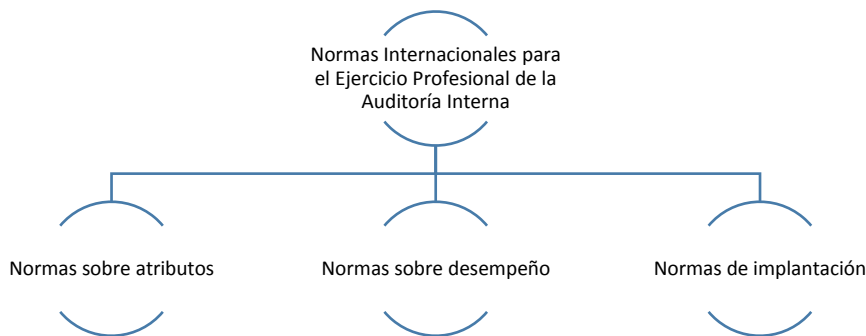 Normas Internacionales para
el Ejercicio Profesional de la
Auditoría Interna
Normas sobre atributos
Normas sobre desempeño
Normas de implantación